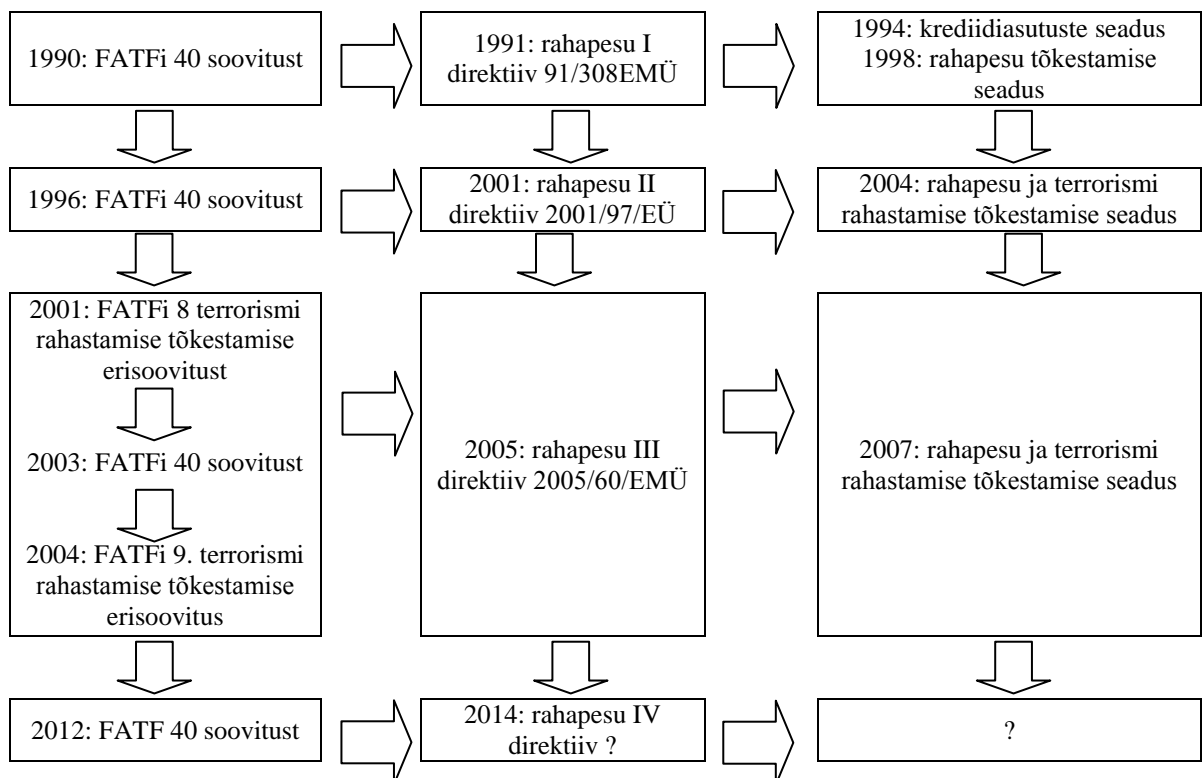 1990: FATFi 40 soovitust
1991: rahapesu I
direktiiv 91/308EMÜ
1994: krediidiasutuste seadus
1998: rahapesu tõkestamise
seadus
1996: FATFi 40 soovitust
2001: rahapesu II
direktiiv 2001/97/EÜ
2004: rahapesu ja terrorismi
rahastamise tõkestamise seadus
2001: FATFi 8 terrorismi
rahastamise tõkestamise
erisoovitust
2003: FATFi 40 soovitust
2004: FATFi 9. terrorismi
rahastamise tõkestamise
erisoovitus
2005: rahapesu III
direktiiv 2005/60/EMÜ
2007: rahapesu ja terrorismi
rahastamise tõkestamise seadus
2012: FATF 40 soovitust
2014: rahapesu IV
direktiiv ?
?